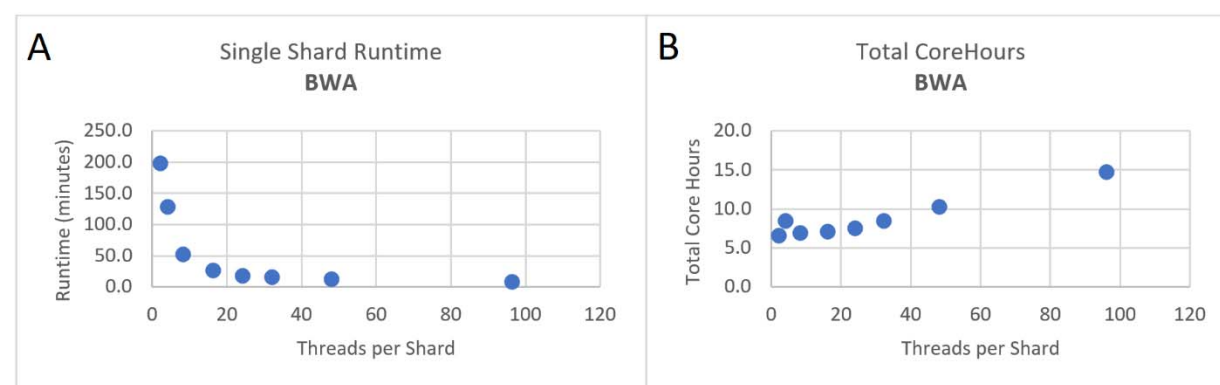 A
Single Shard Runtime
BWA
Runtime (minutes)
250.0
200.0
150.0
100.0
50.0
0.0
0 20 40 60 80 100 120
Threads per Shard
B
Total CoreHours
BWA
Total Core Hours
20.0
15.0
10.0
5.0
0.0
0 20 40 60 80 100 120
Threads per Shard